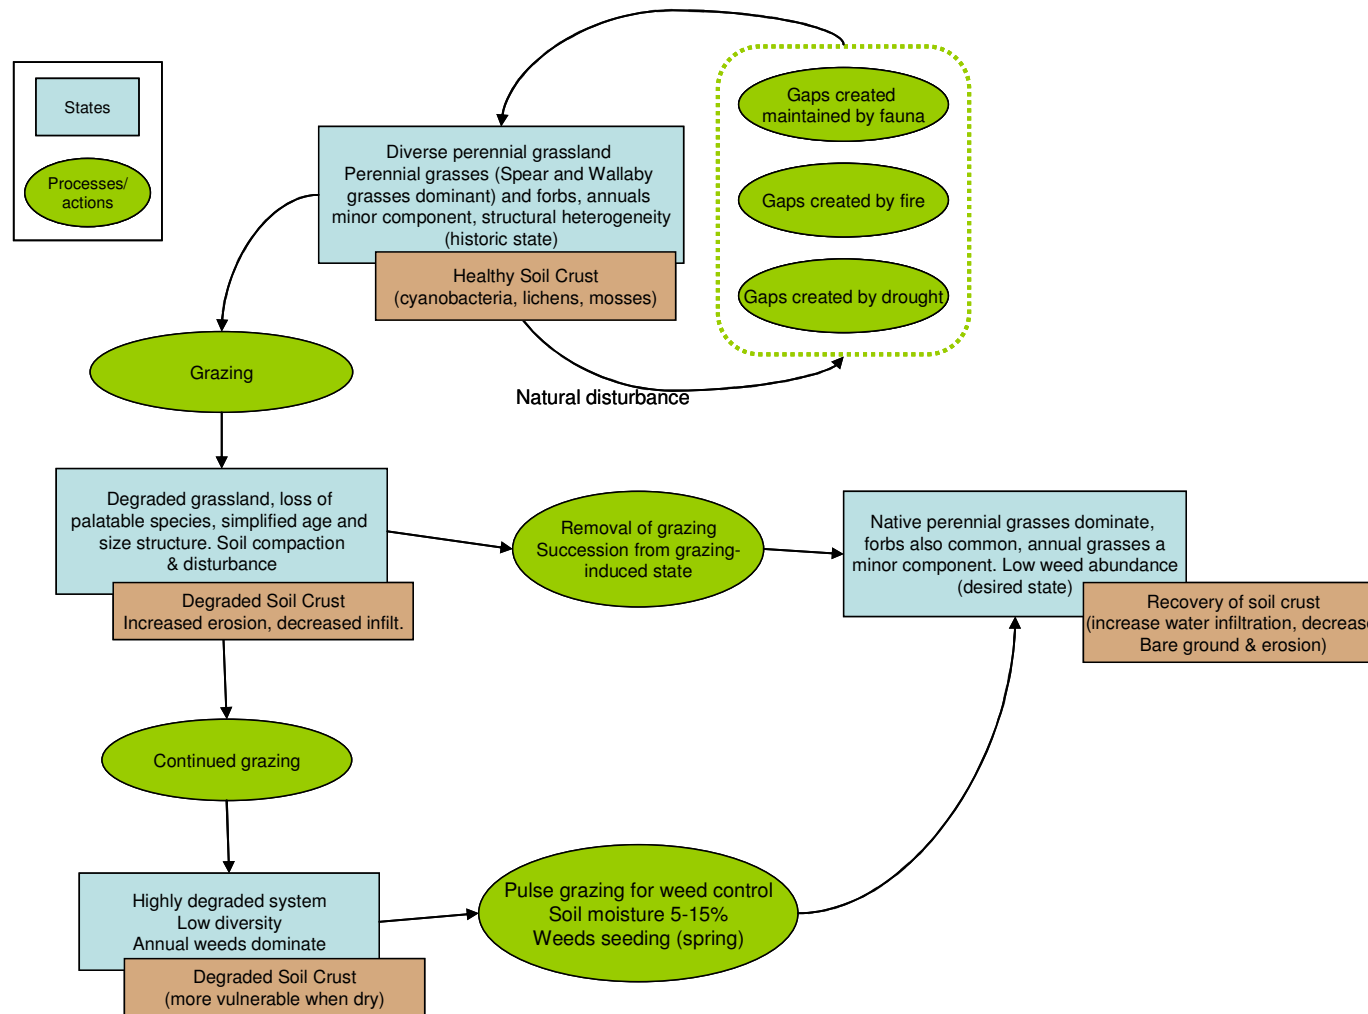 States
Processes/
actions
Diverse perennial grassland
Perennial grasses (Spear and Wallaby
grasses dominant) and forbs, annuals
minor component, structural heterogeneity
(historic state)
Healthy Soil Crust
(cyanobacteria, lichens, mosses)
Gaps created
maintained by fauna
Gaps created by fire
Gaps created by drought
Natural disturbance
Grazing
Degraded grassland, loss of
palatable species, simplified age and
size structure. Soil compaction
& disturbance
Degraded Soil Crust
Increased erosion, decreased infilt.
Removal of grazing
Succession from grazing-
induced state
Native perennial grasses dominate,
forbs also common, annual grasses a
minor component. Low weed abundance
(desired state)
Recovery of soil crust
(increase water infiltration, decrease
Bare ground & erosion)
Continued grazing
Highly degraded system
Low diversity
Annual weeds dominate
Degraded Soil Crust
(more vulnerable when dry)
Pulse grazing for weed control
Soil moisture 5-15%
Weeds seeding (spring)